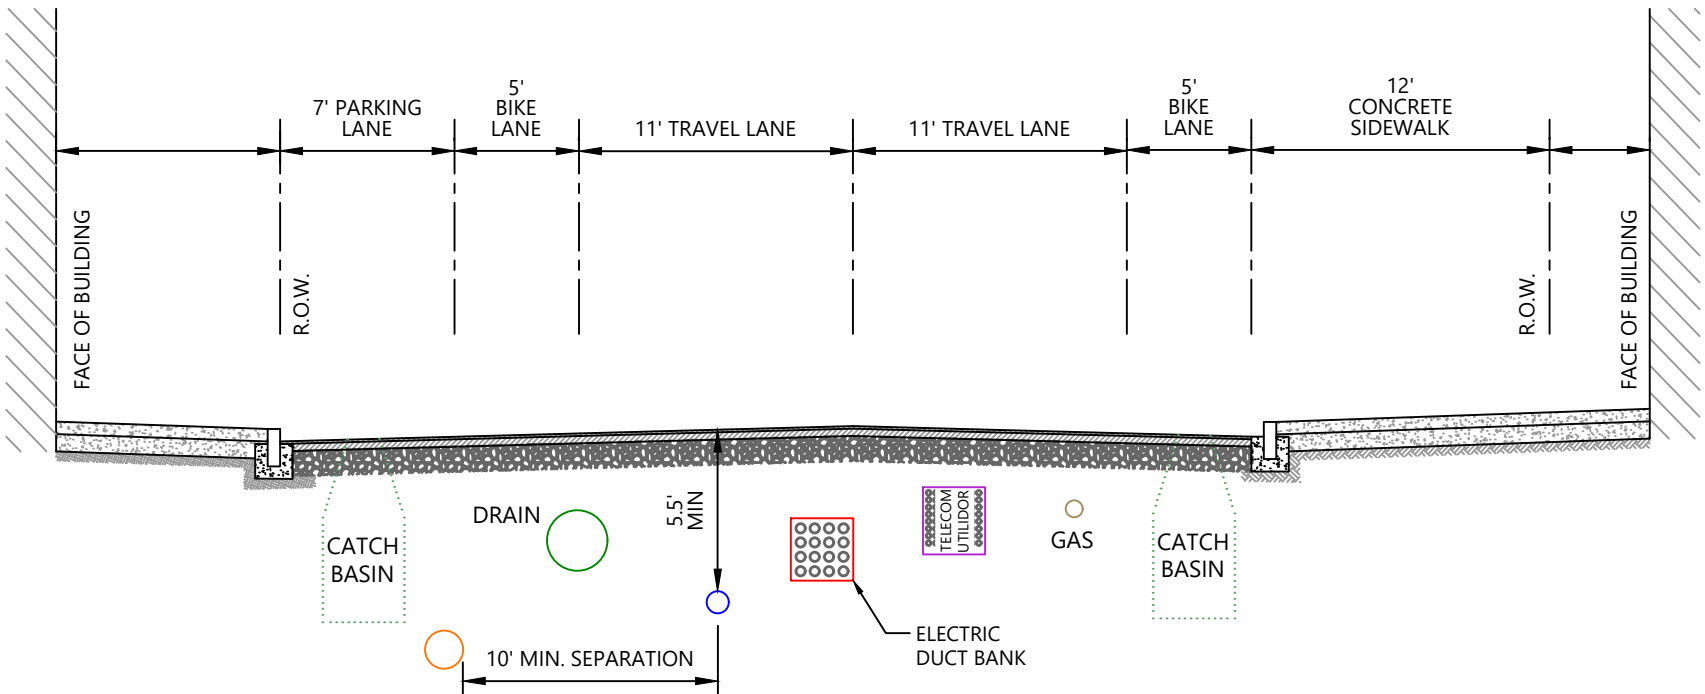 7' PARKING
LANE
5'
BIKE
LANE
11' TRAVEL LANE
11' TRAVEL LANE
5'
BIKE
LANE
12'
CONCRETE
SIDEWALK
FACE OF BUILDING
R.O.W.
R.O.W.
FACE OF BUILDING
DRAIN
5.5'
MIN
TELECOM
UTILIDOR
GAS
CATCH
BASIN
CATCH
BASIN
ELECTRIC
DUCT BANK
10' MIN. SEPARATION